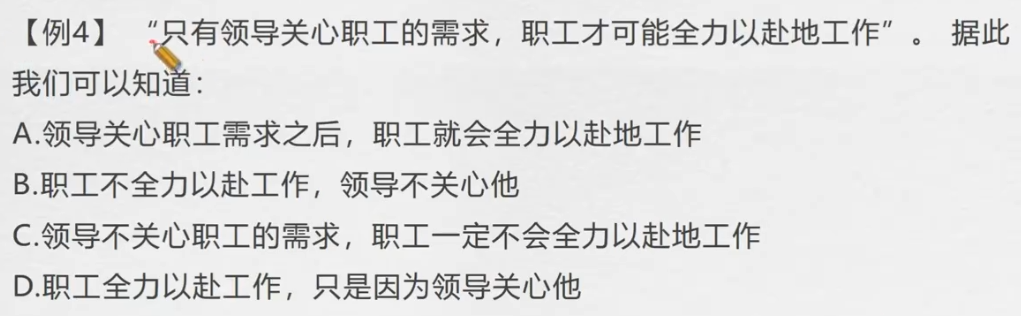 【例4】 “只有领导关心职工的需求，职工才可能全力以赴地工作”。 据此
我们可以知道：
A.领导关心职工需求之后，职工就会全力以赴地工作
B.职工不全力以赴工作，领导不关心他
C.领导不关心职工的需求，职工一定不会全力以赴地工作
D.职工全力以赴工作，只是因为领导关心他